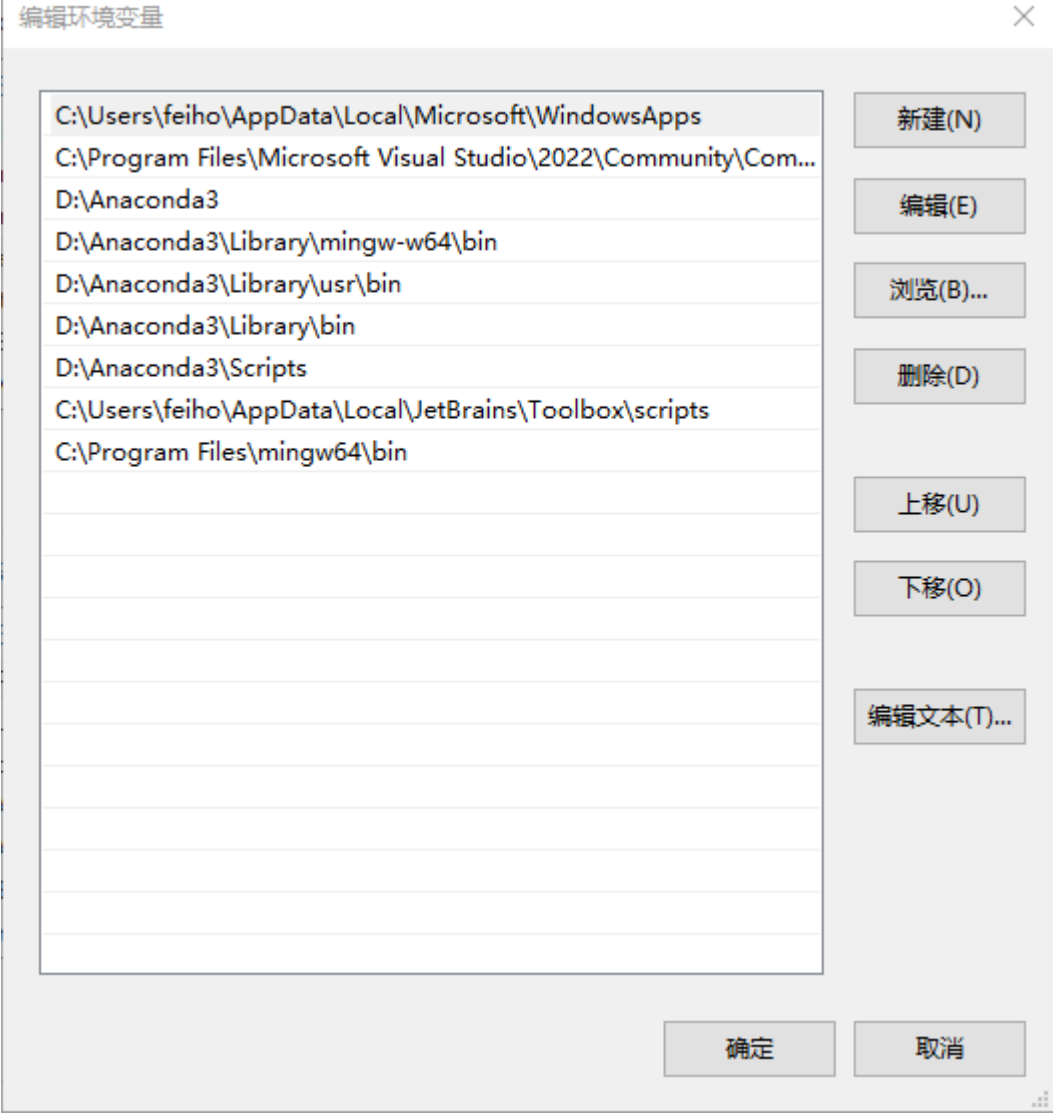 编辑环境变量
C:\Users\feiho\AppData\Local\Microsoft\WindowsApps
C:\Program Files\Microsoft Visual Studio\2022\Community\Com...
D:\Anaconda3
D:\Anaconda3\Library\mingw-w64\bin
D:\Anaconda3\Library\usr\bin
D:\Anaconda3\Library\bin
D:\Anaconda3\Scripts
C:\Users\feiho\AppData\Local\JetBrains\Toolbox\scripts
C:\Program Files\mingw64\bin
新建(N)
编辑(E)
浏览(B)...
删除(D)
上移(U)
下移(O)
编辑文本(T)...
确定
取消